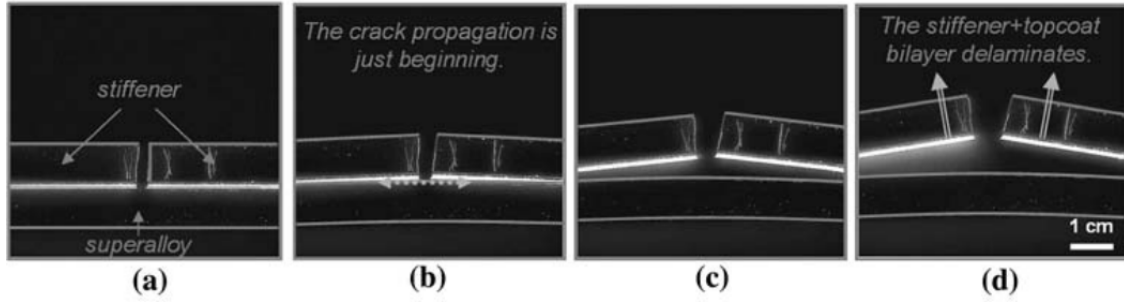 stiffener
superalloy
The crack propagation is
just beginning.
The stiffener+topcoat
bilayer delaminates.
1 cm
(a)
(b)
(c)
(d)